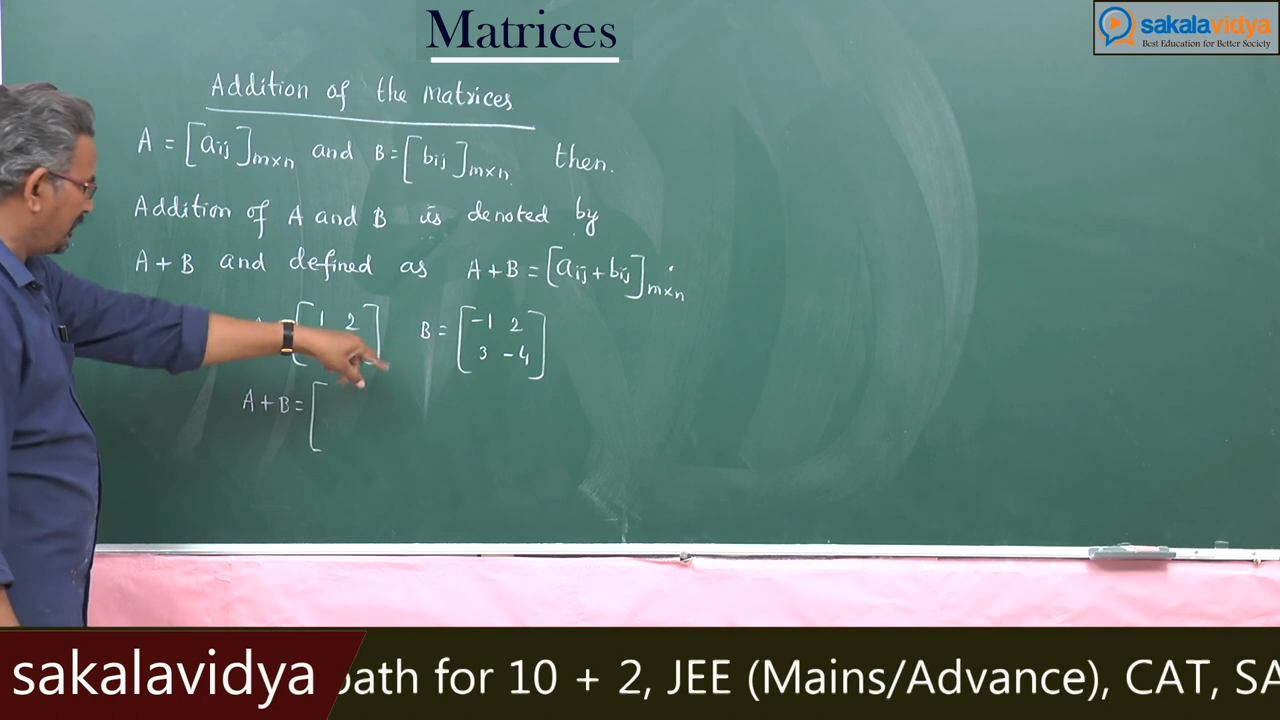 Matrices
sakalavidya
Best Education for Better Society
Addition of the Matrices
A = [aij]m×n and B = [bij]m×n then.
Addition of A and B is denoted by
A + B and defined as A + B = [aij + bij]m×n
[1 2 ] B = [-1 2
3 -4]
A + B = [
sakalavidya
path for 10 + 2, JEE (Mains/Advance), CAT, SA